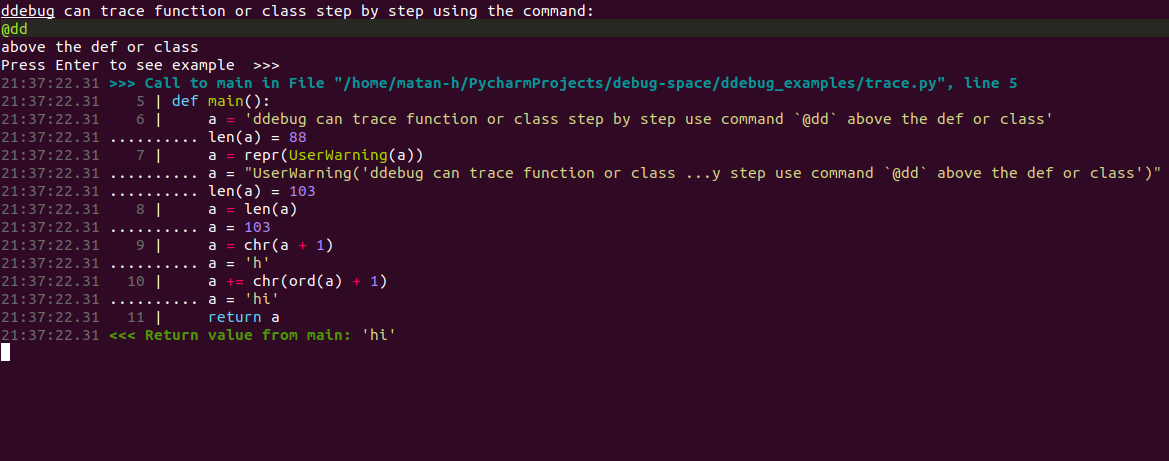 ddebug can trace function or class step by step using the command:
@dd
above the def or class
Press Enter to see example  >>>
21:37:22.31 >>> Call to main in File "/home/matan-h/PycharmProjects/debug-space/ddebug_examples/trace.py", line 5
21:37:22.31    5 | def main():
21:37:22.31    6 |     a = 'ddebug can trace function or class step by step use command `@dd` above the def or class'
.......... len(a) = 88
21:37:22.31    7 |     a = repr(UserWarning(a))
21:37:22.31 .......... a = "UserWarning('ddebug can trace function or class ...y step use command `@dd` above the def or class')"
21:37:22.31 .......... len(a) = 103
21:37:22.31    8 |     a = len(a)
21:37:22.31 .......... a = 103
21:37:22.31    9 |     a = chr(a + 1)
21:37:22.31 .......... a = 'h'
21:37:22.31   10 |     a += chr(ord(a) + 1)
21:37:22.31 .......... a = 'hi'
21:37:22.31   11 |     return a
21:37:22.31 <<< Return value from main: 'hi'